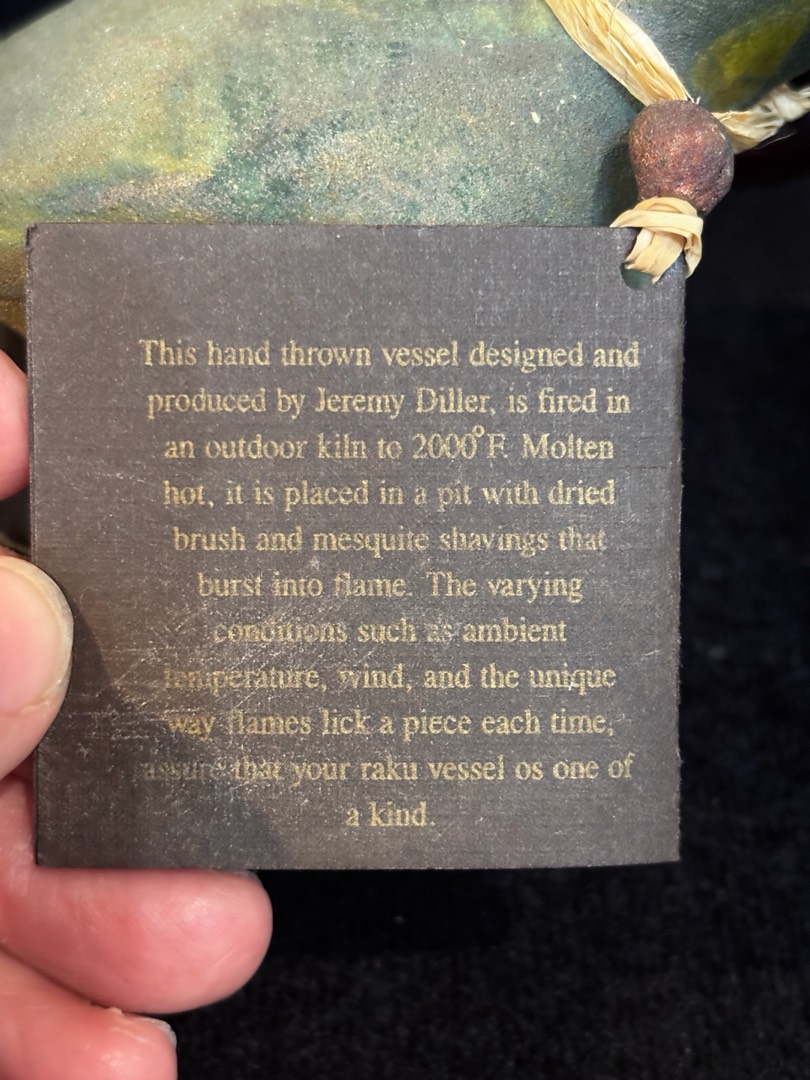 This hand thrown vessel designed and
produced by Jeremy Diller, is fired in
an outdoor kiln to 2000°F. Molten
hot, it is placed in a pit with dried
brush and mesquite shavings that
burst into flame. The varying
conditions such as ambient
temperature, wind, and the unique
way flames lick a piece each time,
assure that your raku vessel os one of
a kind.